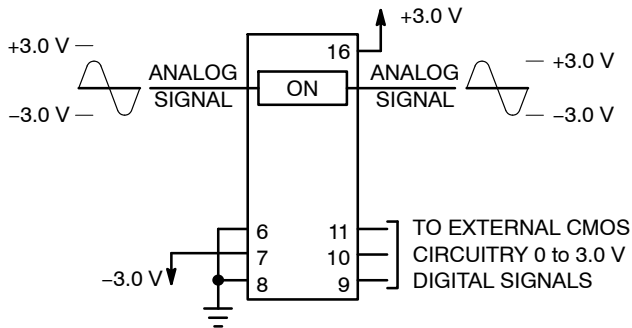 +3.0 V
16
+3.0 V
ANALOG
SIGNAL
ON
ANALOG
SIGNAL
+3.0 V
−3.0 V
−3.0 V
6
7
8
11
10
9
−3.0 V
TO EXTERNAL CMOS
CIRCUITRY 0 to 3.0 V
DIGITAL SIGNALS